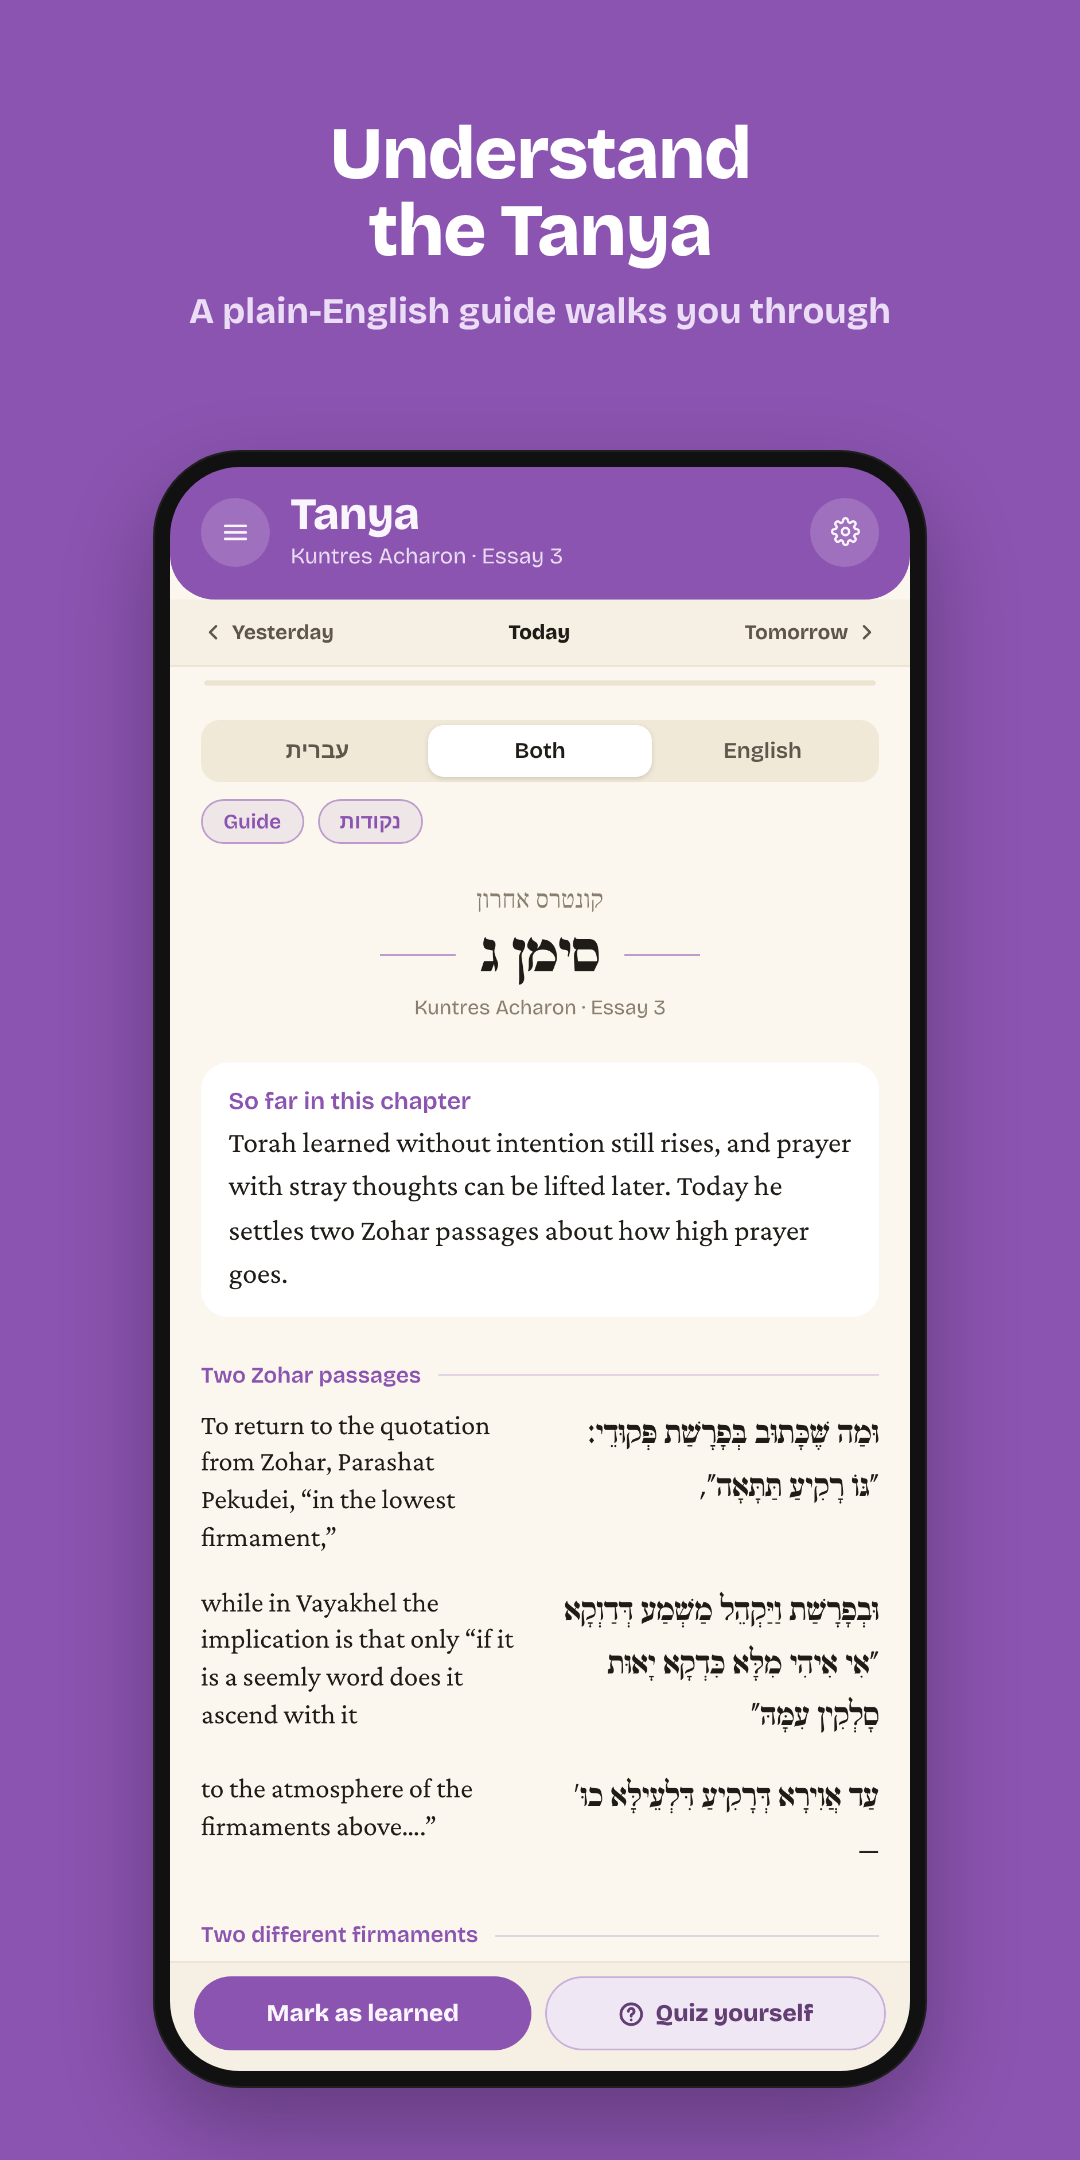 Understand
the Tanya
A plain-English guide walks you through
Tanya
Kuntres Acharon · Essay 3
Yesterday
Today
Tomorrow
עברית
Both
English
Guide
נקודות
קונטרס אחרון
סימן ג
Kuntres Acharon · Essay 3
So far in this chapter
Torah learned without intention still rises, and prayer
with stray thoughts can be lifted later. Today he
settles two Zohar passages about how high prayer
goes.
Two Zohar passages
To return to the quotation
from Zohar, Parashat
Pekudei, “in the lowest
firmament,”
וּמַה שֶּׁכָּתוּב בְּפָרָשַׁת פְּקוּדֵי:
״גּוֹ רָקִיעַ תַּתָּאָה״,
while in Vayakhel the
implication is that only “if it
is a seemly word does it
ascend with it
וּבְפָרָשַׁת וַיַּקְהֵל מַשְׁמַע דְּדַוְקָא
״אִי אִיהִי מִלָּא כִּדְקָא יָאוּת
סָלְקִין עִמָּהּ״
to the atmosphere of the
firmaments above....”
עַד אֲוִירָא דִּרְקִיעַ דִּלְעֵילָּא כוּ׳
—
Two different firmaments
Mark as learned
Quiz yourself